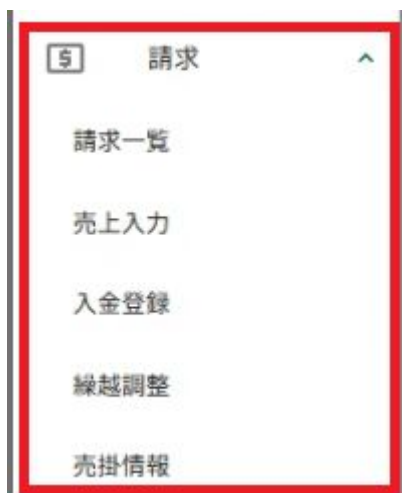 $ 請求
請求一覧
売上入力
入金登録
繰越調整
売掛情報